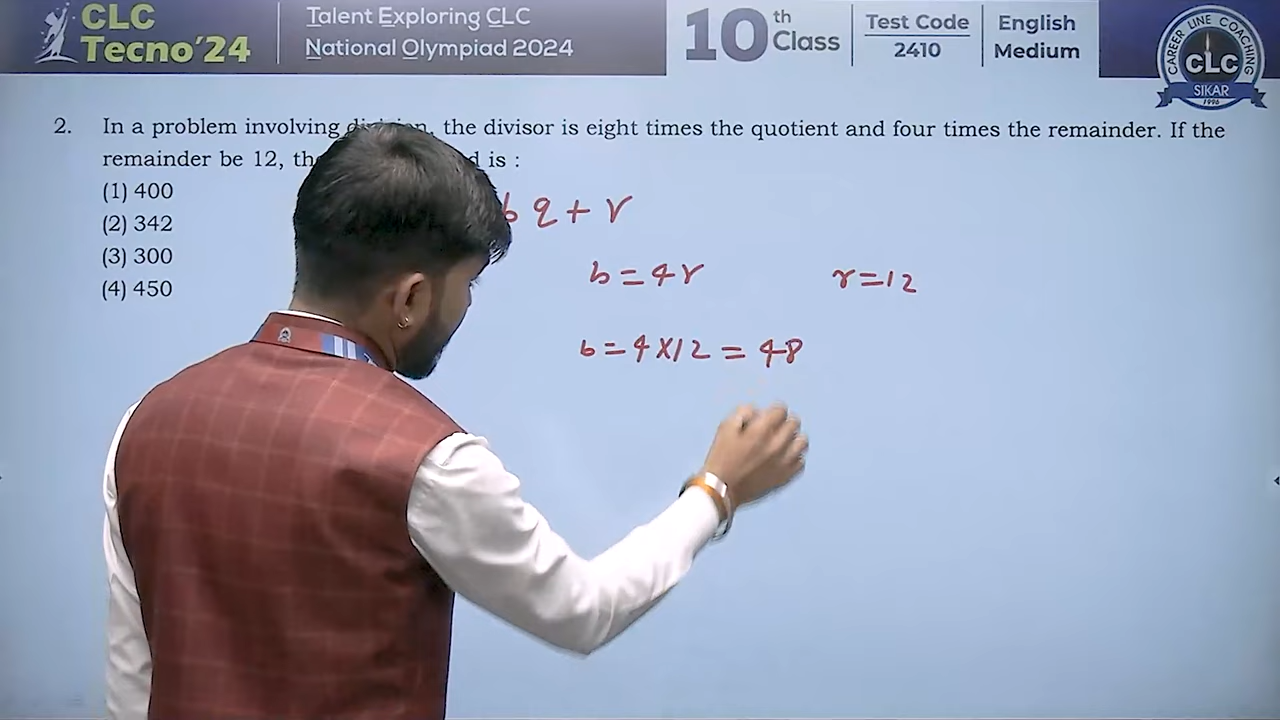 CLC
Tecno'24
Talent Exploring CLC
National Olympiad 2024
10th
Class
Test Code
2410
English
Medium
CAREER LINE COACHING
CLC
SIKAR
1996
2. In a problem involving the divisor is eight times the quotient and four times the remainder. If the
remainder be 12, is :
(1) 400
(2) 342
(3) 300
(4) 450
b q + r
b = 4r r = 12
b = 4 × 12 = 48